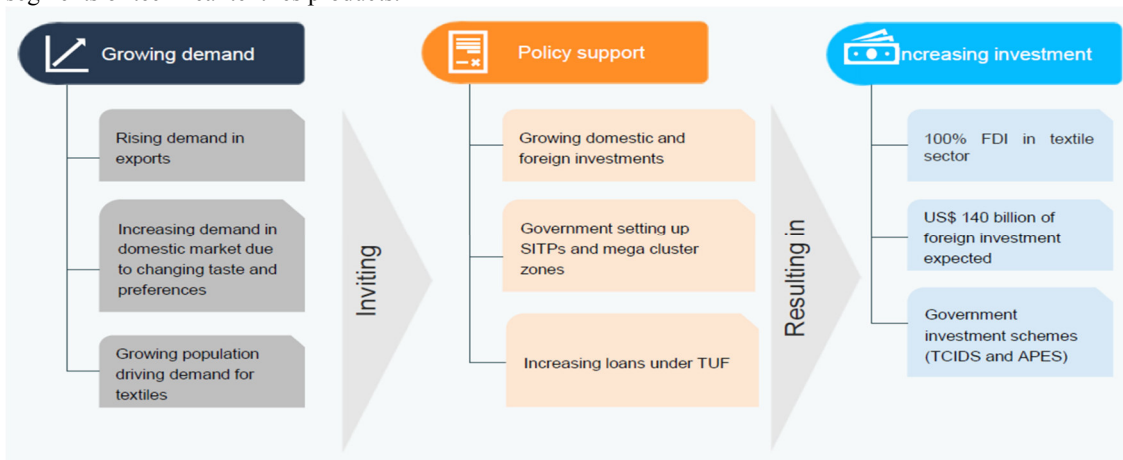 Growing demand
Rising demand in
exports
Increasing demand in
domestic market due
to changing taste and
preferences
Growing population
driving demand for
textiles
Inviting
Policy support
Growing domestic and
foreign investments
Government setting up
SITPs and mega cluster
zones
Increasing loans under TUF
Resulting in
Increasing investment
100% FDI in textile
sector
US$ 140 billion of
foreign investment
expected
Government
investment schemes
(TCIDS and APES)